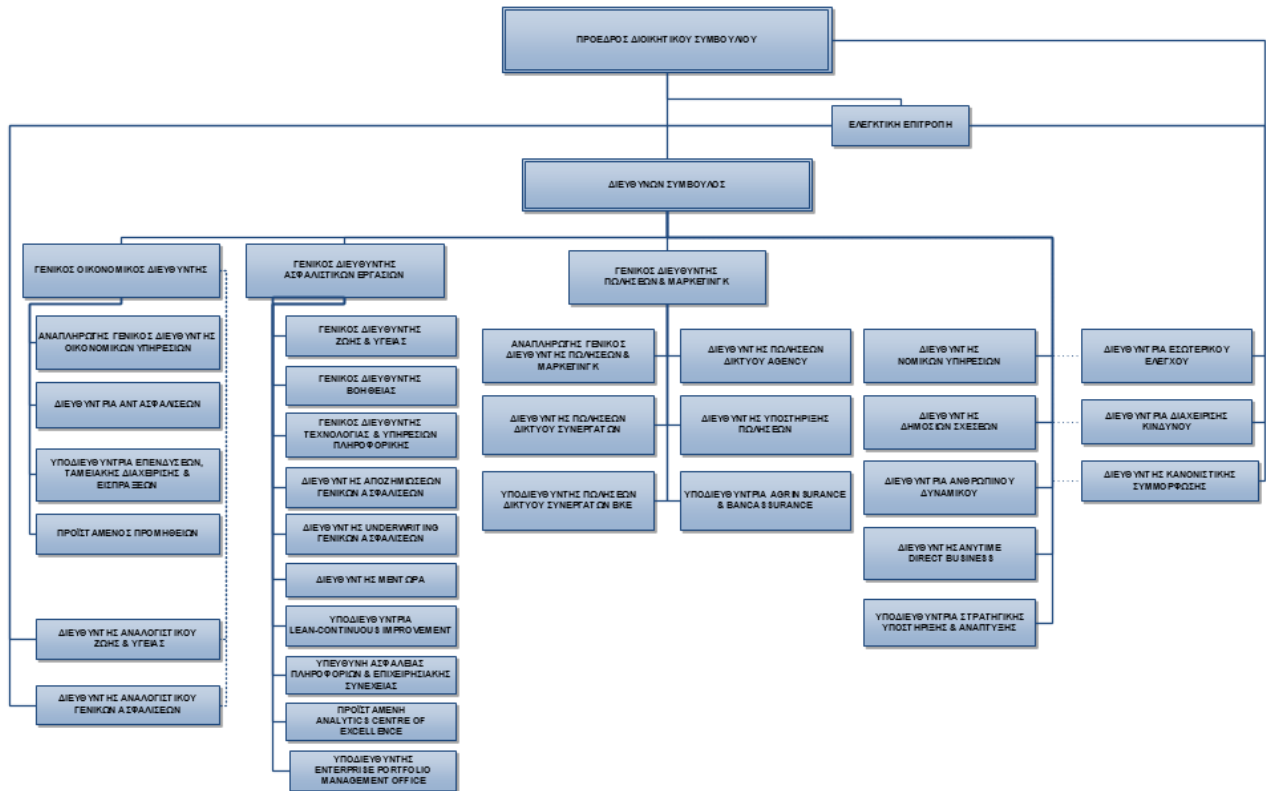 ΠΡΟΕΔΡΟΣ ΔΙΟΙΚΗΤΙΚΟΥ ΣΥΜΒΟΥΛΙΟΥ
ΕΛΕΓΚΤΙΚΗ ΕΠΙΤΡΟΠΗ
ΔΙΕΥΘΥΝΩΝ ΣΥΜΒΟΥΛΟΣ
ΓΕΝΙΚΟΣ ΟΙΚΟΝΟΜΙΚΟΣ ΔΙΕΥΘΥΝΤΗΣ
ΑΝΑΠΛΗΡΩΤΗΣ ΓΕΝΙΚΟΣ ΔΙΕΥΘΥΝΤΗΣ
ΟΙΚΟΝΟΜΙΚΩΝ ΥΠΗΡΕΣΙΩΝ
ΔΙΕΥΘΥΝΤΡΙΑ ΑΝΤΑΣΦΑΛΙΣΕΩΝ
ΥΠΟΔΙΕΥΘΥΝΤΡΙΑ ΕΠΕΝΔΥΣΕΩΝ,
ΤΑΜΕΙΑΚΗΣ ΔΙΑΧΕΙΡΙΣΗΣ &
ΕΙΣΠΡΑΞΕΩΝ
ΠΡΟΪΣΤΑΜΕΝΟΣ ΠΡΟΜΗΘΕΙΩΝ
ΔΙΕΥΘΥΝΤΗΣ ΑΝΑΛΟΓΙΣΤΙΚΟΥ
ΖΩΗΣ & ΥΓΕΙΑΣ
ΔΙΕΥΘΥΝΤΗΣ ΑΝΑΛΟΓΙΣΤΙΚΟΥ
ΓΕΝΙΚΩΝ ΑΣΦΑΛΙΣΕΩΝ
ΓΕΝΙΚΟΣ ΔΙΕΥΘΥΝΤΗΣ
ΑΣΦΑΛΙΣΤΙΚΩΝ ΕΡΓΑΣΙΩΝ
ΓΕΝΙΚΟΣ ΔΙΕΥΘΥΝΤΗΣ
ΖΩΗΣ & ΥΓΕΙΑΣ
ΓΕΝΙΚΟΣ ΔΙΕΥΘΥΝΤΗΣ
ΒΟΗΘΕΙΑΣ
ΓΕΝΙΚΟΣ ΔΙΕΥΘΥΝΤΗΣ
ΤΕΧΝΟΛΟΓΙΑΣ & ΥΠΗΡΕΣΙΩΝ
ΠΛΗΡΟΦΟΡΙΚΗΣ
ΔΙΕΥΘΥΝΤΗΣ ΑΠΟΖΗΜΙΩΣΕΩΝ
ΓΕΝΙΚΩΝ ΑΣΦΑΛΙΣΕΩΝ
ΔΙΕΥΘΥΝΤΗΣ UNDERWRITING
ΓΕΝΙΚΩΝ ΑΣΦΑΛΙΣΕΩΝ
ΔΙΕΥΘΥΝΤΗΣ ΜΕΝΤΩΡΑ
ΥΠΟΔΙΕΥΘΥΝΤΡΙΑ
LEAN-CONTINUOUS IMPROVEMENT
ΥΠΕΥΘΥΝΗ ΑΣΦΑΛΕΙΑΣ
ΠΛΗΡΟΦΟΡΙΩΝ & ΕΠΙΧΕΙΡΗΣΙΑΚΗΣ
ΣΥΝΕΧΕΙΑΣ
ΠΡΟΪΣΤΑΜΕΝΗ
ANALYTICS CENTRE OF
EXCELLENCE
ΥΠΟΔΙΕΥΘΥΝΤΗΣ
ENTERPRISE PORTFOLIO
MANAGEMENT OFFICE
ΓΕΝΙΚΟΣ ΔΙΕΥΘΥΝΤΗΣ
ΠΩΛΗΣΕΩΝ & ΜΑΡΚΕΤΙΝΓΚ
ΑΝΑΠΛΗΡΩΤΗΣ ΓΕΝΙΚΟΣ
ΔΙΕΥΘΥΝΤΗΣ ΠΩΛΗΣΕΩΝ &
ΜΑΡΚΕΤΙΝΓΚ
ΔΙΕΥΘΥΝΤΗΣ ΠΩΛΗΣΕΩΝ
ΔΙΚΤΥΟΥ AGENCY
ΔΙΕΥΘΥΝΤΗΣ ΠΩΛΗΣΕΩΝ
ΔΙΚΤΥΟΥ ΣΥΝΕΡΓΑΤΩΝ
ΔΙΕΥΘΥΝΤΗΣ ΥΠΟΣΤΗΡΙΞΗΣ
ΠΩΛΗΣΕΩΝ
ΥΠΟΔΙΕΥΘΥΝΤΗΣ ΠΩΛΗΣΕΩΝ
ΔΙΚΤΥΟΥ ΣΥΝΕΡΓΑΤΩΝ ΒΚΕ
ΥΠΟΔΙΕΥΘΥΝΤΡΙΑ AGRINSURANCE
& BANCASSURANCE
ΔΙΕΥΘΥΝΤΗΣ
ΝΟΜΙΚΩΝ ΥΠΗΡΕΣΙΩΝ
ΔΙΕΥΘΥΝΤΗΣ
ΔΗΜΟΣΙΩΝ ΣΧΕΣΕΩΝ
ΔΙΕΥΘΥΝΤΡΙΑ ΑΝΘΡΩΠΙΝΟΥ
ΔΥΝΑΜΙΚΟΥ
ΔΙΕΥΘΥΝΤΗΣ ANYTIME
DIRECT BUSINESS
ΥΠΟΔΙΕΥΘΥΝΤΡΙΑ ΣΤΡΑΤΗΓΙΚΗΣ
ΥΠΟΣΤΗΡΙΞΗΣ & ΑΝΑΠΤΥΞΗΣ
ΔΙΕΥΘΥΝΤΡΙΑ ΕΣΩΤΕΡΙΚΟΥ
ΕΛΕΓΧΟΥ
ΔΙΕΥΘΥΝΤΡΙΑ ΔΙΑΧΕΙΡΙΣΗΣ
ΚΙΝΔΥΝΟΥ
ΔΙΕΥΘΥΝΤΗΣ ΚΑΝΟΝΙΣΤΙΚΗΣ
ΣΥΜΜΟΡΦΩΣΗΣ